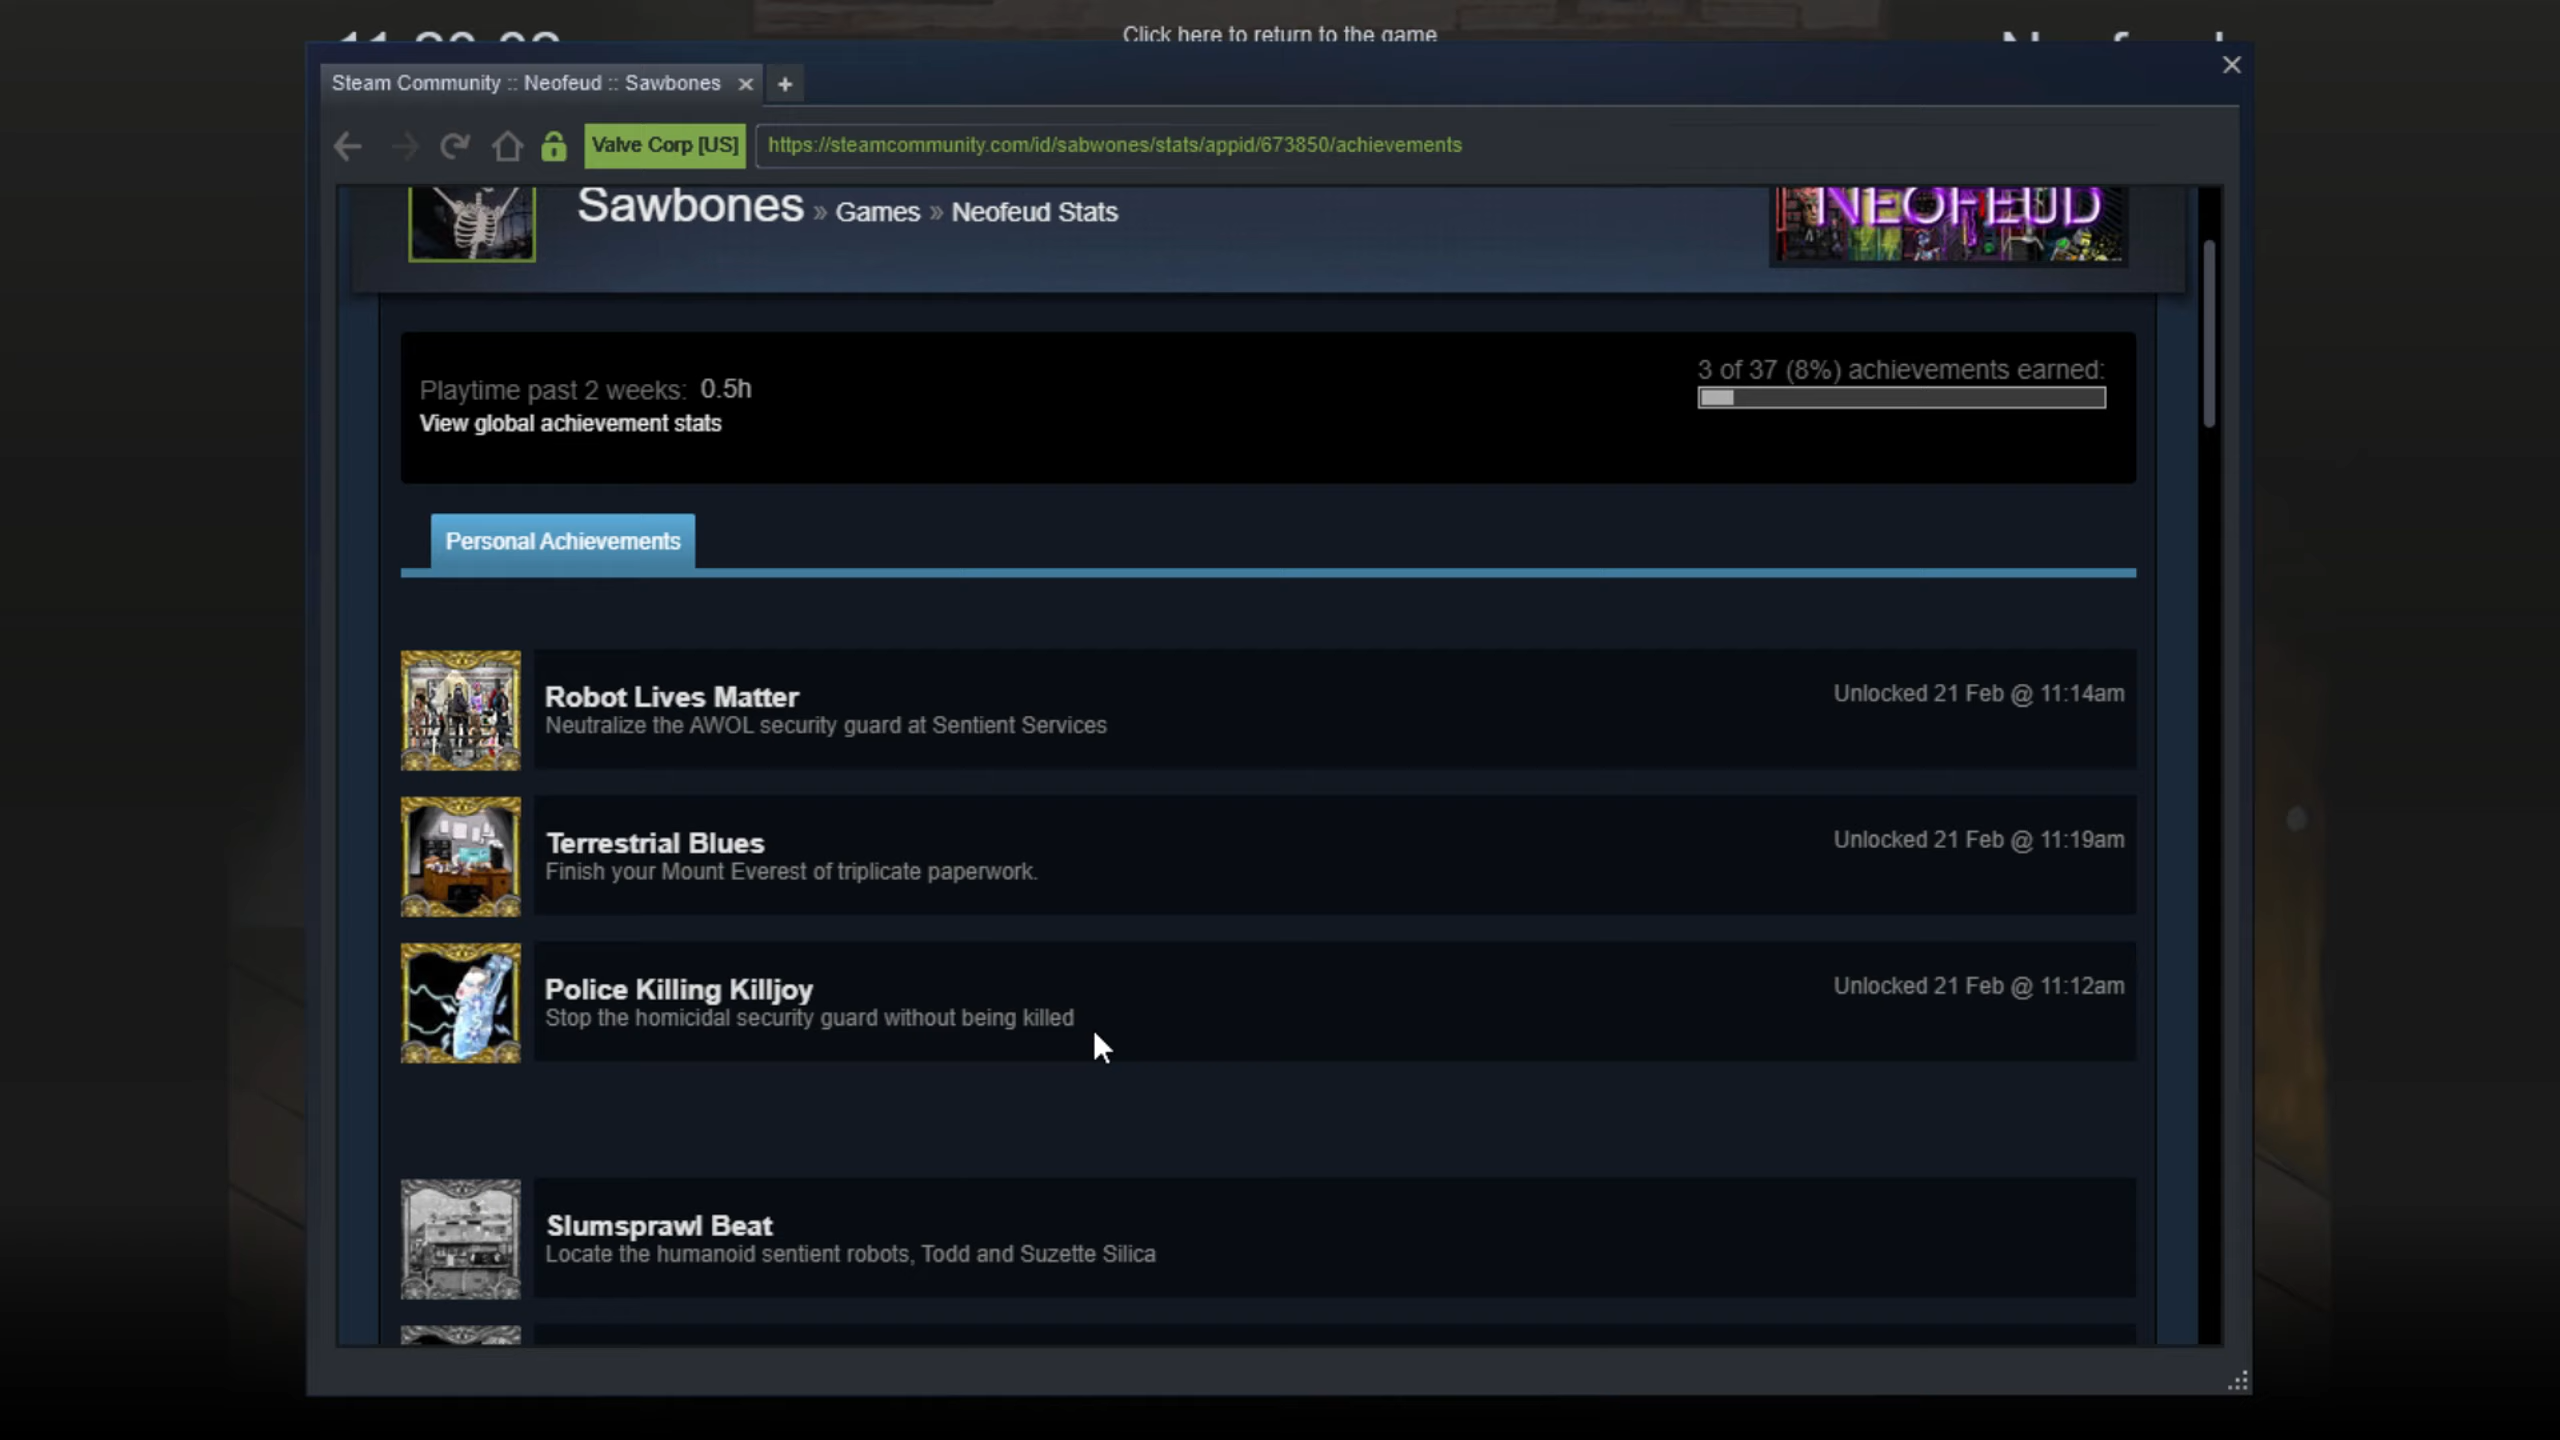 Click here to return to the game
Steam Community :: Neofeud :: Sawbones
Valve Corp [US] https://steamcommunity.com/id/sabwones/stats/appid/673850/achievements
Sawbones » Games » Neofeud Stats
NEOFEUD
Playtime past 2 weeks: 0.5h
View global achievement stats
3 of 37 (8%) achievements earned:
Personal Achievements
Robot Lives Matter
Neutralize the AWOL security guard at Sentient Services
Unlocked 21 Feb @ 11:14am
Terrestrial Blues
Finish your Mount Everest of triplicate paperwork.
Unlocked 21 Feb @ 11:19am
Police Killing Killjoy
Stop the homicidal security guard without being killed
Unlocked 21 Feb @ 11:12am
Slumsprawl Beat
Locate the humanoid sentient robots, Todd and Suzette Silica